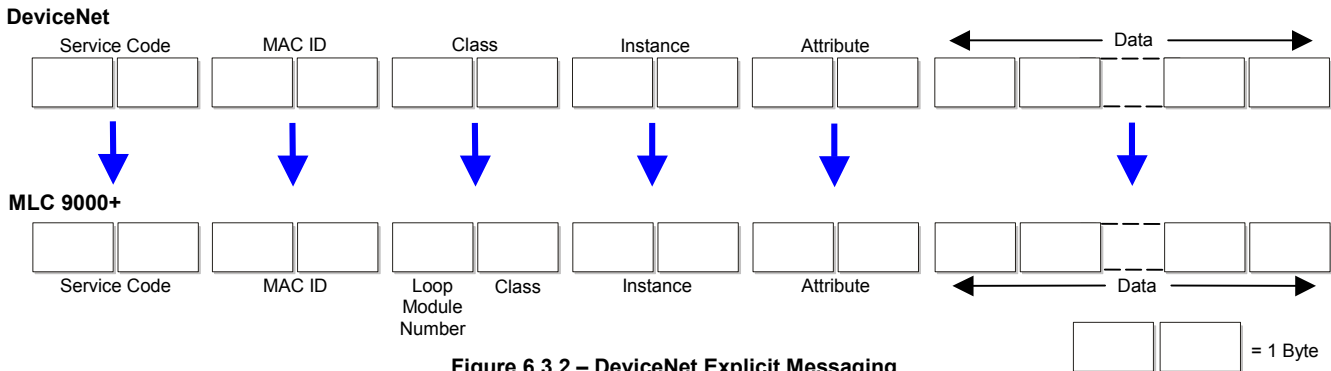 DeviceNet
Service Code MAC ID Class Instance Attribute Data
MLC 9000+
Service Code MAC ID Loop Module Number Class Instance Attribute Data
= 1 Byte
Figure 6.3.2 – DeviceNet Explicit Messaging